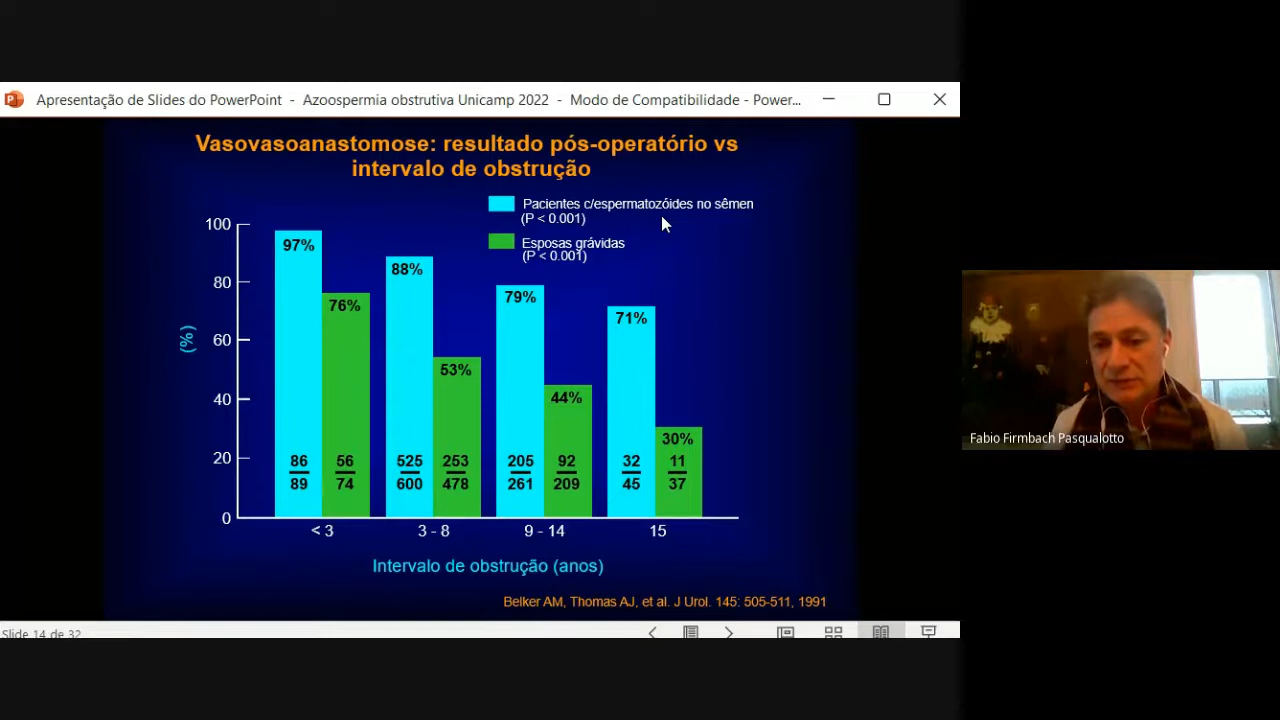 Apresentação de Slides do PowerPoint - Azoospermia obstrutiva Unicamp 2022 - Modo de Compatibilidade - Power...
Vasovasoanastomose: resultado pós-operatório vs
intervalo de obstrução
Pacientes c/espermatozóides no sêmen
(P < 0.001)
Esposas grávidas
(P < 0.001)
(%)
100
80
60
40
20
0
97%
76%
88%
53%
79%
44%
71%
30%
86
89
56
74
525
600
253
478
205
261
92
209
32
45
11
37
< 3
3 - 8
9 - 14
15
Intervalo de obstrução (anos)
Belker AM, Thomas AJ, et al. J Urol. 145: 505-511, 1991
Slide 14 de 32
Fabio Firmbach Pasqualotto